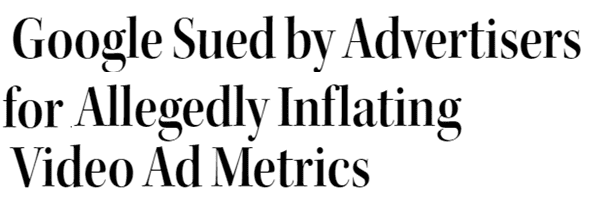 Google Sued by Advertisers
for Allegedly Inflating
Video Ad Metrics